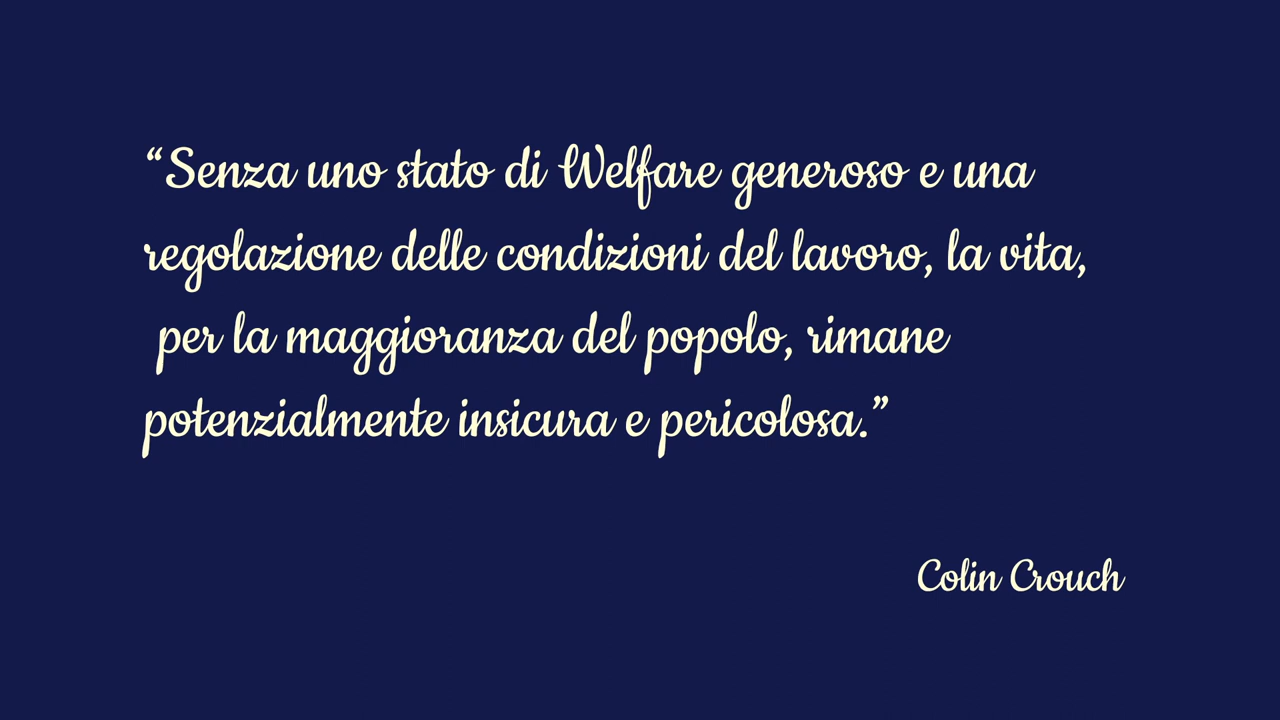 “Senza uno stato di Welfare generoso e una
regolazione delle condizioni del lavoro, la vita,
per la maggioranza del popolo, rimane
potenzialmente insicura e pericolosa.”
Colin Crouch